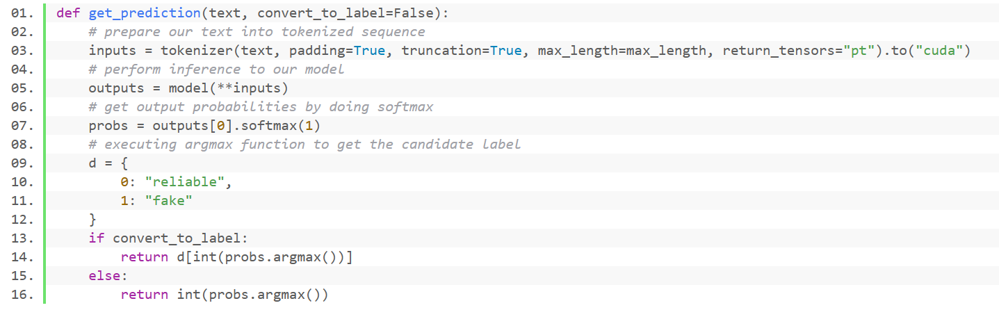 01. def get_prediction(text, convert_to_label=False):
02.     # prepare our text into tokenized sequence
03.     inputs = tokenizer(text, padding=True, truncation=True, max_length=max_length, return_tensors="pt").to("cuda")
04.     # perform inference to our model
05.     outputs = model(**inputs)
06.     # get output probabilities by doing softmax
07.     probs = outputs[0].softmax(1)
08.     # executing argmax function to get the candidate label
09.     d = {
10.         0: "reliable",
11.         1: "fake"
12.     }
13.     if convert_to_label:
14.         return d[int(probs.argmax())]
15.     else:
16.         return int(probs.argmax())